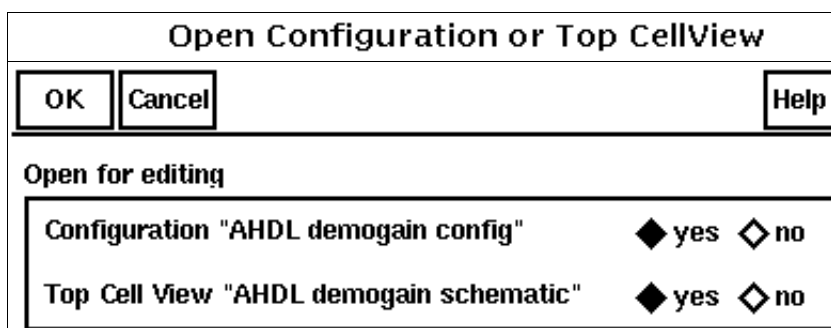 Open Configuration or Top CellView
OK Cancel Help
Open for editing
Configuration "AHDL demogain config" yes no
Top Cell View "AHDL demogain schematic" yes no